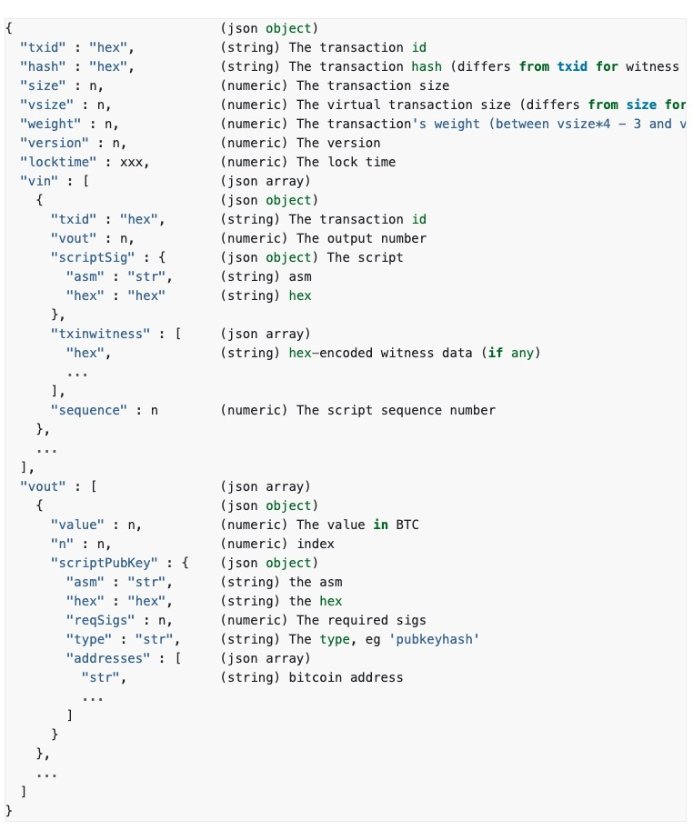 {                           (json object)
  "txid" : "hex",           (string) The transaction id
  "hash" : "hex",           (string) The transaction hash (differs from txid for witness
  "size" : n,               (numeric) The transaction size
  "vsize" : n,              (numeric) The virtual transaction size (differs from size for
  "weight" : n,             (numeric) The transaction's weight (between vsize*4 − 3 and v
  "version" : n,            (numeric) The version
  "locktime" : xxx,         (numeric) The lock time
  "vin" : [                 (json array)
    {                       (json object)
      "txid" : "hex",       (string) The transaction id
      "vout" : n,           (numeric) The output number
      "scriptSig" : {       (json object) The script
        "asm" : "str",      (string) asm
        "hex" : "hex"       (string) hex
      },
      "txinwitness" : [     (json array)
        "hex",              (string) hex−encoded witness data (if any)
        ...
      ],
      "sequence" : n        (numeric) The script sequence number
    },
    ...
  ],
  "vout" : [                (json array)
    {                       (json object)
      "value" : n,          (numeric) The value in BTC
      "n" : n,              (numeric) index
      "scriptPubKey" : {    (json object)
        "asm" : "str",      (string) the asm
        "hex" : "hex",      (string) the hex
        "reqSigs" : n,      (numeric) The required sigs
        "type" : "str",     (string) The type, eg 'pubkeyhash'
        "addresses" : [     (json array)
          "str",            (string) bitcoin address
          ...
        ]
      }
    },
    ...
  ]
}